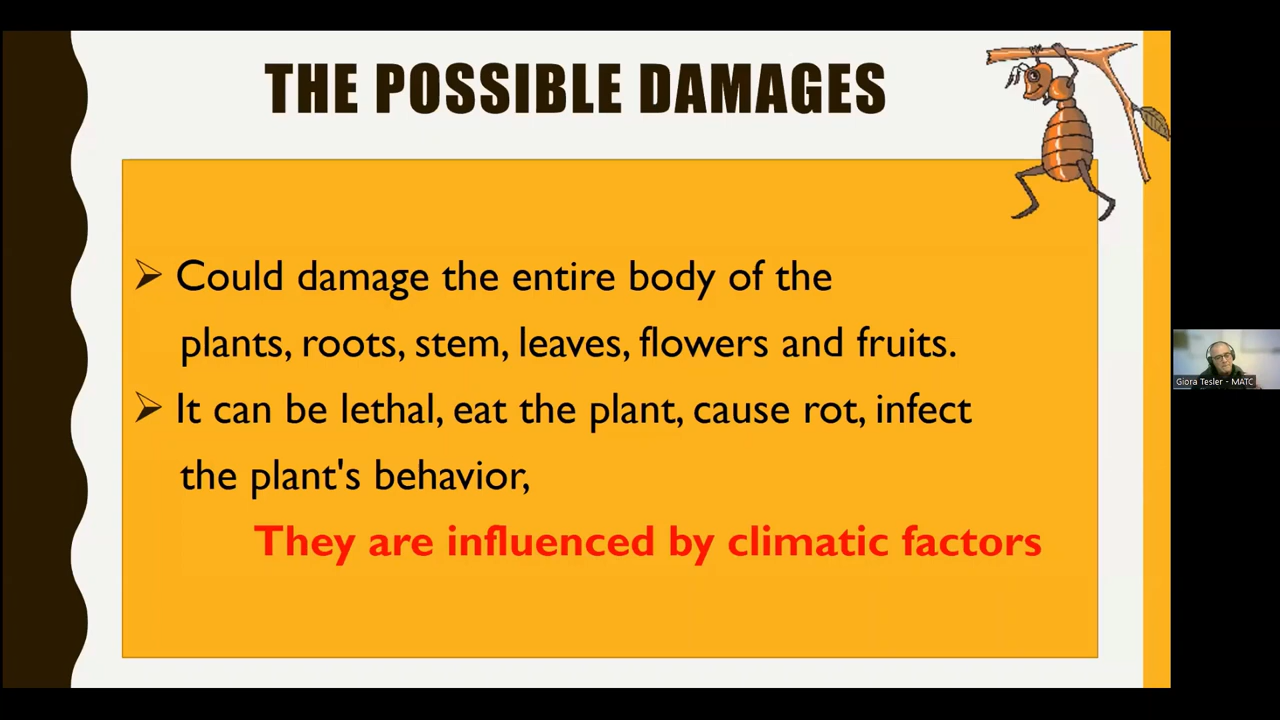 THE POSSIBLE DAMAGES
➢ Could damage the entire body of the
plants, roots, stem, leaves, flowers and fruits.
➢ It can be lethal, eat the plant, cause rot, infect
the plant's behavior,
They are influenced by climatic factors
Giora Tesler - MATC